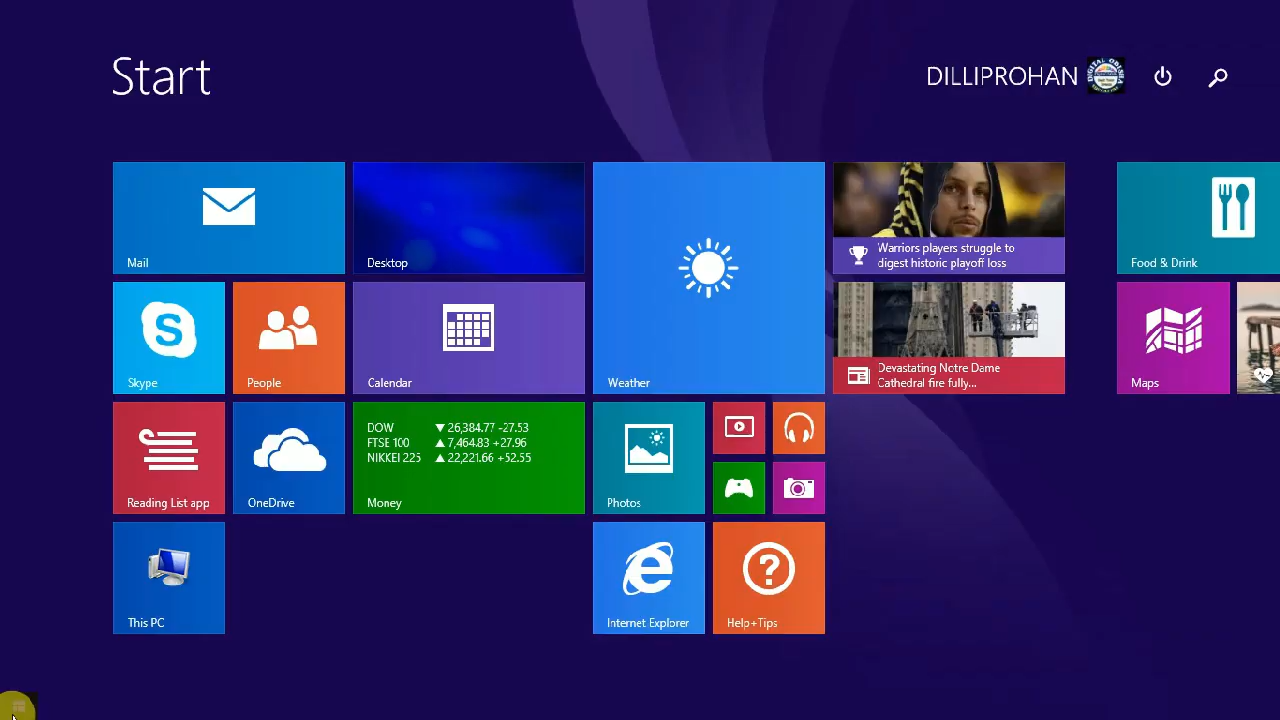 Start
DILLIPROHAN
DIGITAL ODISHA
Mail
Desktop
Weather
Warriors players struggle to
digest historic playoff loss
Food & Drink
Skype
People
Calendar
Devastating Notre Dame
Cathedral fire fully...
Maps
Reading List app
OneDrive
DOW ▼ 26,384.77 -27.53
FTSE 100 ▲ 7,464.83 +27.96
NIKKEI 225 ▲ 22,221.66 +52.55
Money
Photos
This PC
Internet Explorer
Help+Tips